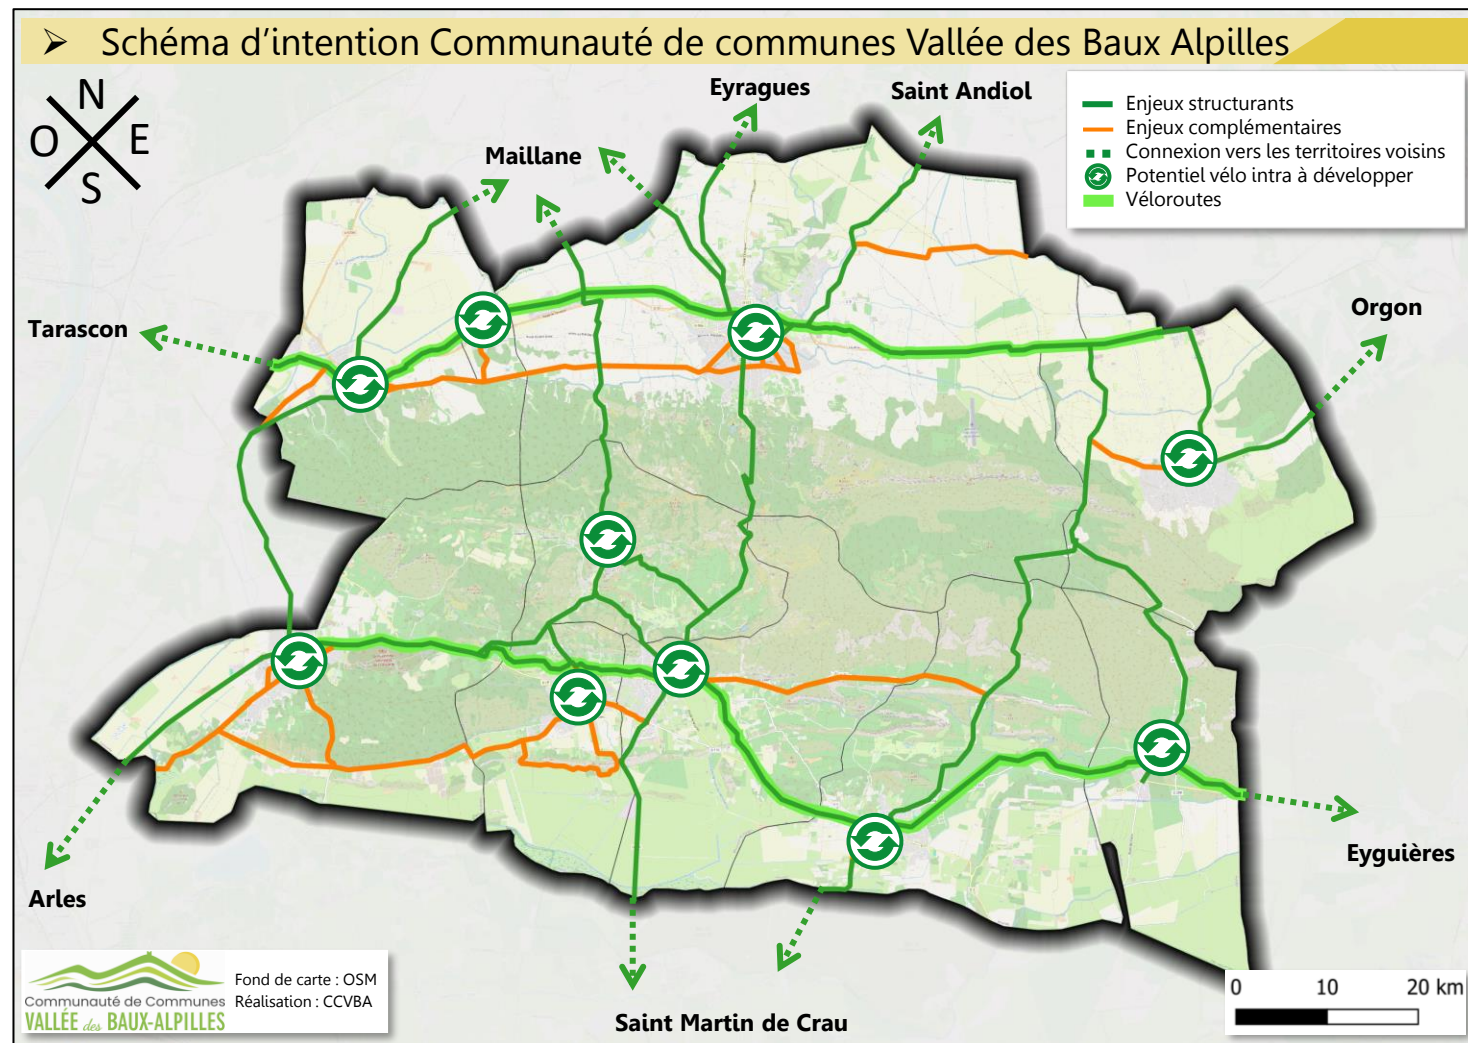 ➢ Schéma d’intention Communauté de communes Vallée des Baux Alpilles
N
O E
S
Eyragues
Saint Andiol
Maillane
Enjeux structurants
Enjeux complémentaires
Connexion vers les territoires voisins
Potentiel vélo intra à développer
Véloroutes
Tarascon
Orgon
Eyguières
Arles
Saint Martin de Crau
Communauté de Communes
VALLÉE des BAUX-ALPILLES
Fond de carte : OSM
Réalisation : CCVBA
0 10 20 km